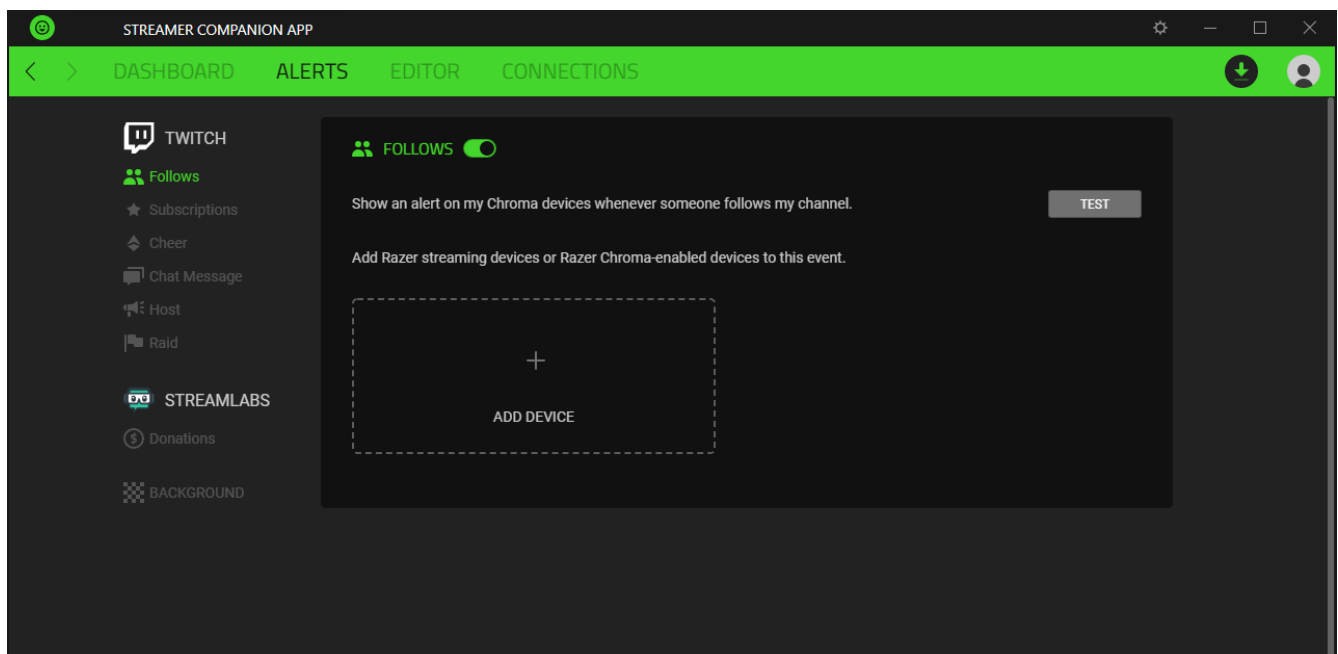 STREAMER COMPANION APP
DASHBOARD ALERTS EDITOR CONNECTIONS
TWITCH
Follows
Subscriptions
Cheer
Chat Message
Host
Raid
STREAMLABS
Donations
BACKGROUND
FOLLOWS
Show an alert on my Chroma devices whenever someone follows my channel.
TEST
Add Razer streaming devices or Razer Chroma-enabled devices to this event.
ADD DEVICE